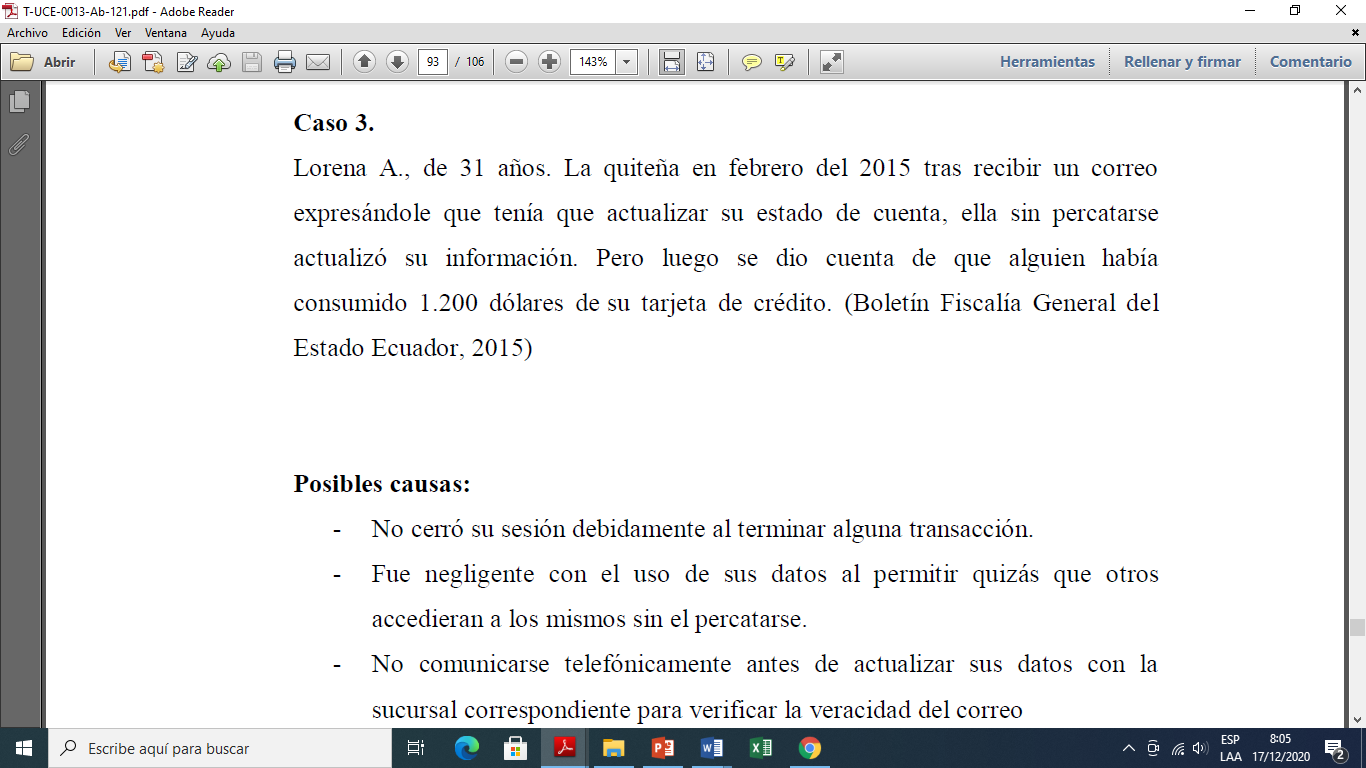 T-UCE-0013-Ab-121.pdf - Adobe Reader
Archivo Edición Ver Ventana Ayuda
Abrir 93 / 106 143% Herramientas Rellenar y firmar Comentario
Caso 3.
Lorena A., de 31 años. La quiteña en febrero del 2015 tras recibir un correo
expresándole que tenía que actualizar su estado de cuenta, ella sin percatarse
actualizó su información. Pero luego se dio cuenta de que alguien había
consumido 1.200 dólares de su tarjeta de crédito. (Boletín Fiscalía General del
Estado Ecuador, 2015)
Posibles causas:
- No cerró su sesión debidamente al terminar alguna transacción.
- Fue negligente con el uso de sus datos al permitir quizás que otros
accedieran a los mismos sin el percatarse.
- No comunicarse telefónicamente antes de actualizar sus datos con la
sucursal correspondiente para verificar la veracidad del correo
Escribe aquí para buscar
ESP 8:05
LAA 17/12/2020 2